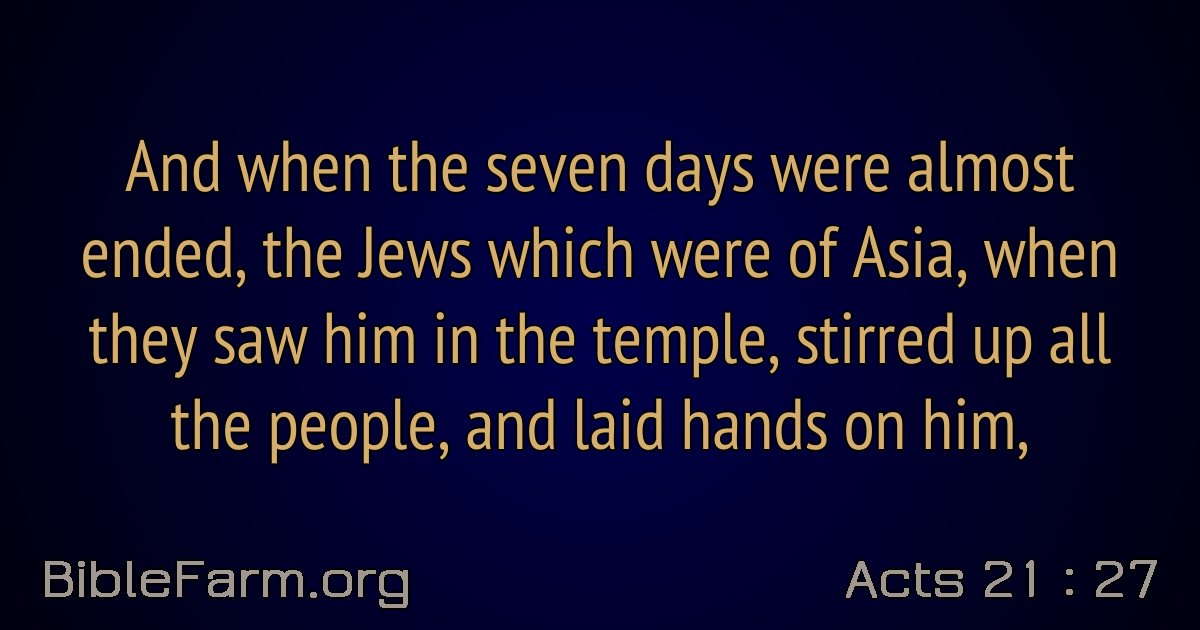 And when the seven days were almost
ended, the Jews which were of Asia, when
they saw him in the temple, stirred up all
the people, and laid hands on him,
BibleFarm.org
Acts 21 : 27